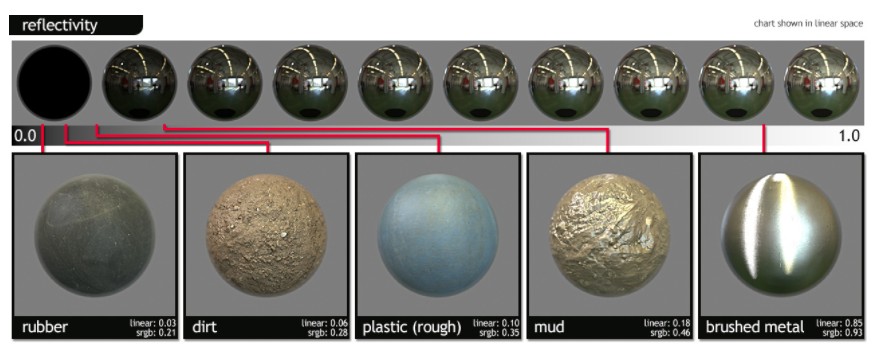 reflectivity
chart shown in linear space
0.0
1.0
rubber
linear: 0.03
srgb: 0.21
dirt
linear: 0.06
srgb: 0.28
plastic (rough)
linear: 0.10
srgb: 0.35
mud
linear: 0.18
srgb: 0.46
brushed metal
linear: 0.85
srgb: 0.93